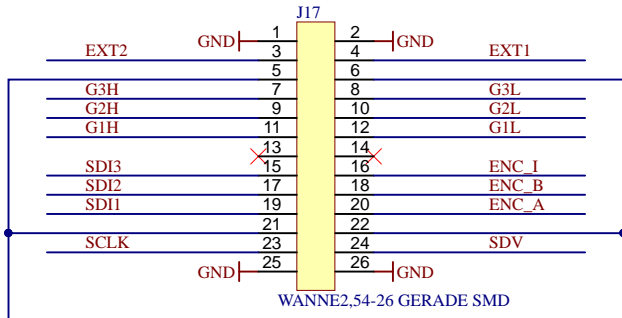 J17
GND 1 2 GND
EXT2 3 4 EXT1
5 6
G3H 7 8 G3L
G2H 9 10 G2L
G1H 11 12 G1L
13 14
SDI3 15 16 ENC_I
SDI2 17 18 ENC_B
SDI1 19 20 ENC_A
21 22
SCLK 23 24 SDV
GND 25 26 GND
WANNE2,54-26 GERADE SMD